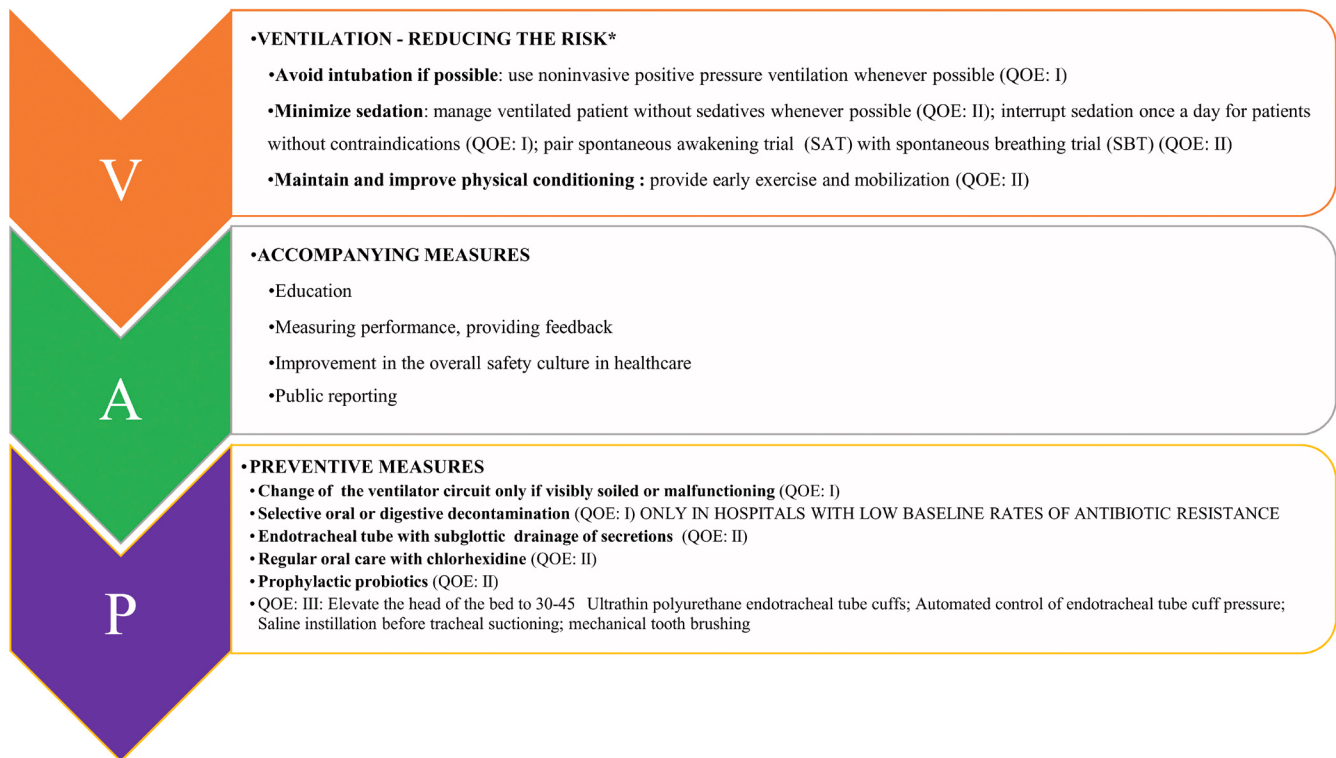 V
•VENTILATION - REDUCING THE RISK*
•Avoid intubation if possible: use noninvasive positive pressure ventilation whenever possible (QOE: I)
•Minimize sedation: manage ventilated patient without sedatives whenever possible (QOE: II); interrupt sedation once a day for patients
without contraindications (QOE: I); pair spontaneous awakening trial (SAT) with spontaneous breathing trial (SBT) (QOE: II)
•Maintain and improve physical conditioning : provide early exercise and mobilization (QOE: II)
A
•ACCOMPANYING MEASURES
•Education
•Measuring performance, providing feedback
•Improvement in the overall safety culture in healthcare
•Public reporting
P
•PREVENTIVE MEASURES
•Change of the ventilator circuit only if visibly soiled or malfunctioning (QOE: I)
•Selective oral or digestive decontamination (QOE: I) ONLY IN HOSPITALS WITH LOW BASELINE RATES OF ANTIBIOTIC RESISTANCE
•Endotracheal tube with subglottic drainage of secretions (QOE: II)
•Regular oral care with chlorhexidine (QOE: II)
•Prophylactic probiotics (QOE: II)
•QOE: III: Elevate the head of the bed to 30-45 Ultrathin polyurethane endotracheal tube cuffs; Automated control of endotracheal tube cuff pressure;
Saline instillation before tracheal suctioning; mechanical tooth brushing